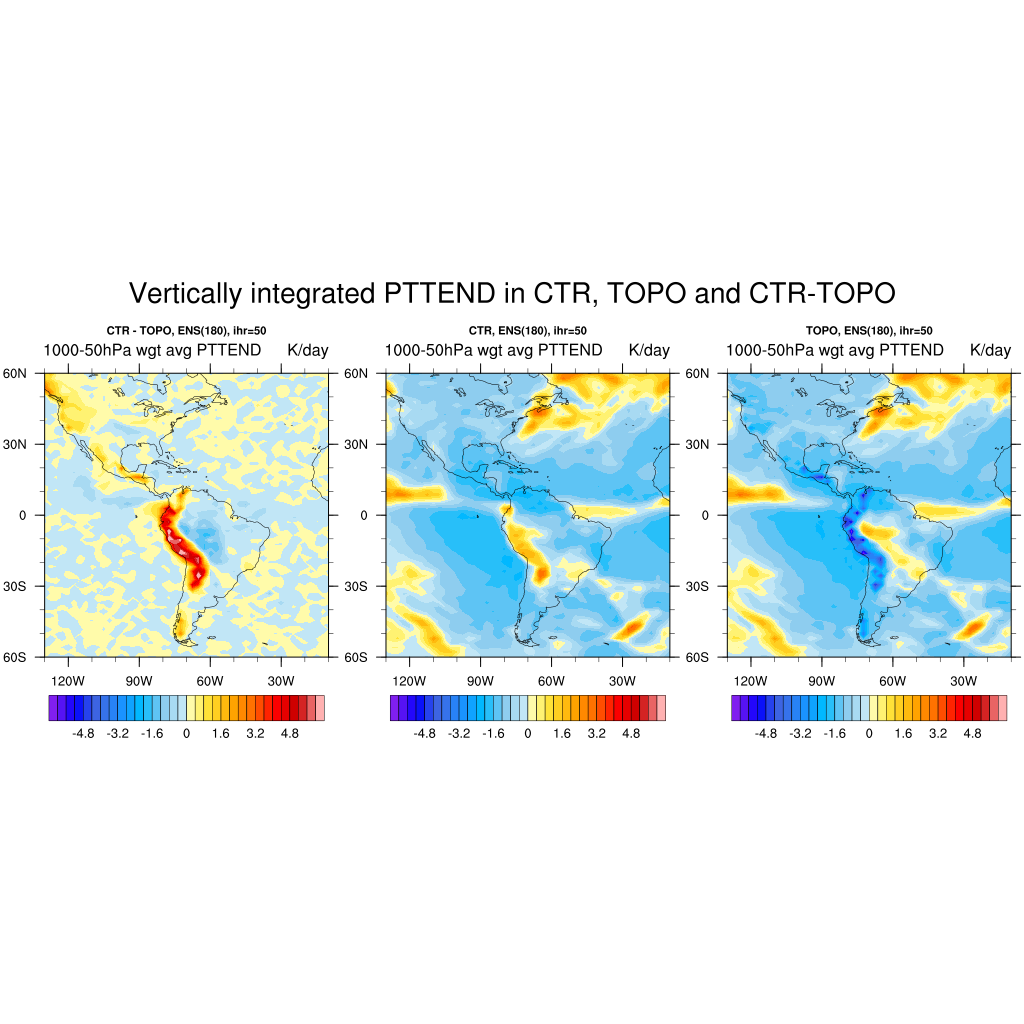 Vertically integrated PTTEND in CTR, TOPO and CTR-TOPO
CTR - TOPO, ENS(180), ihr=50
1000-50hPa wgt avg PTTEND K/day
60N
30N
0
30S
60S
120W 90W 60W 30W
-4.8 -3.2 -1.6 0 1.6 3.2 4.8
CTR, ENS(180), ihr=50
1000-50hPa wgt avg PTTEND K/day
60N
30N
0
30S
60S
120W 90W 60W 30W
-4.8 -3.2 -1.6 0 1.6 3.2 4.8
TOPO, ENS(180), ihr=50
1000-50hPa wgt avg PTTEND K/day
60N
30N
0
30S
60S
120W 90W 60W 30W
-4.8 -3.2 -1.6 0 1.6 3.2 4.8